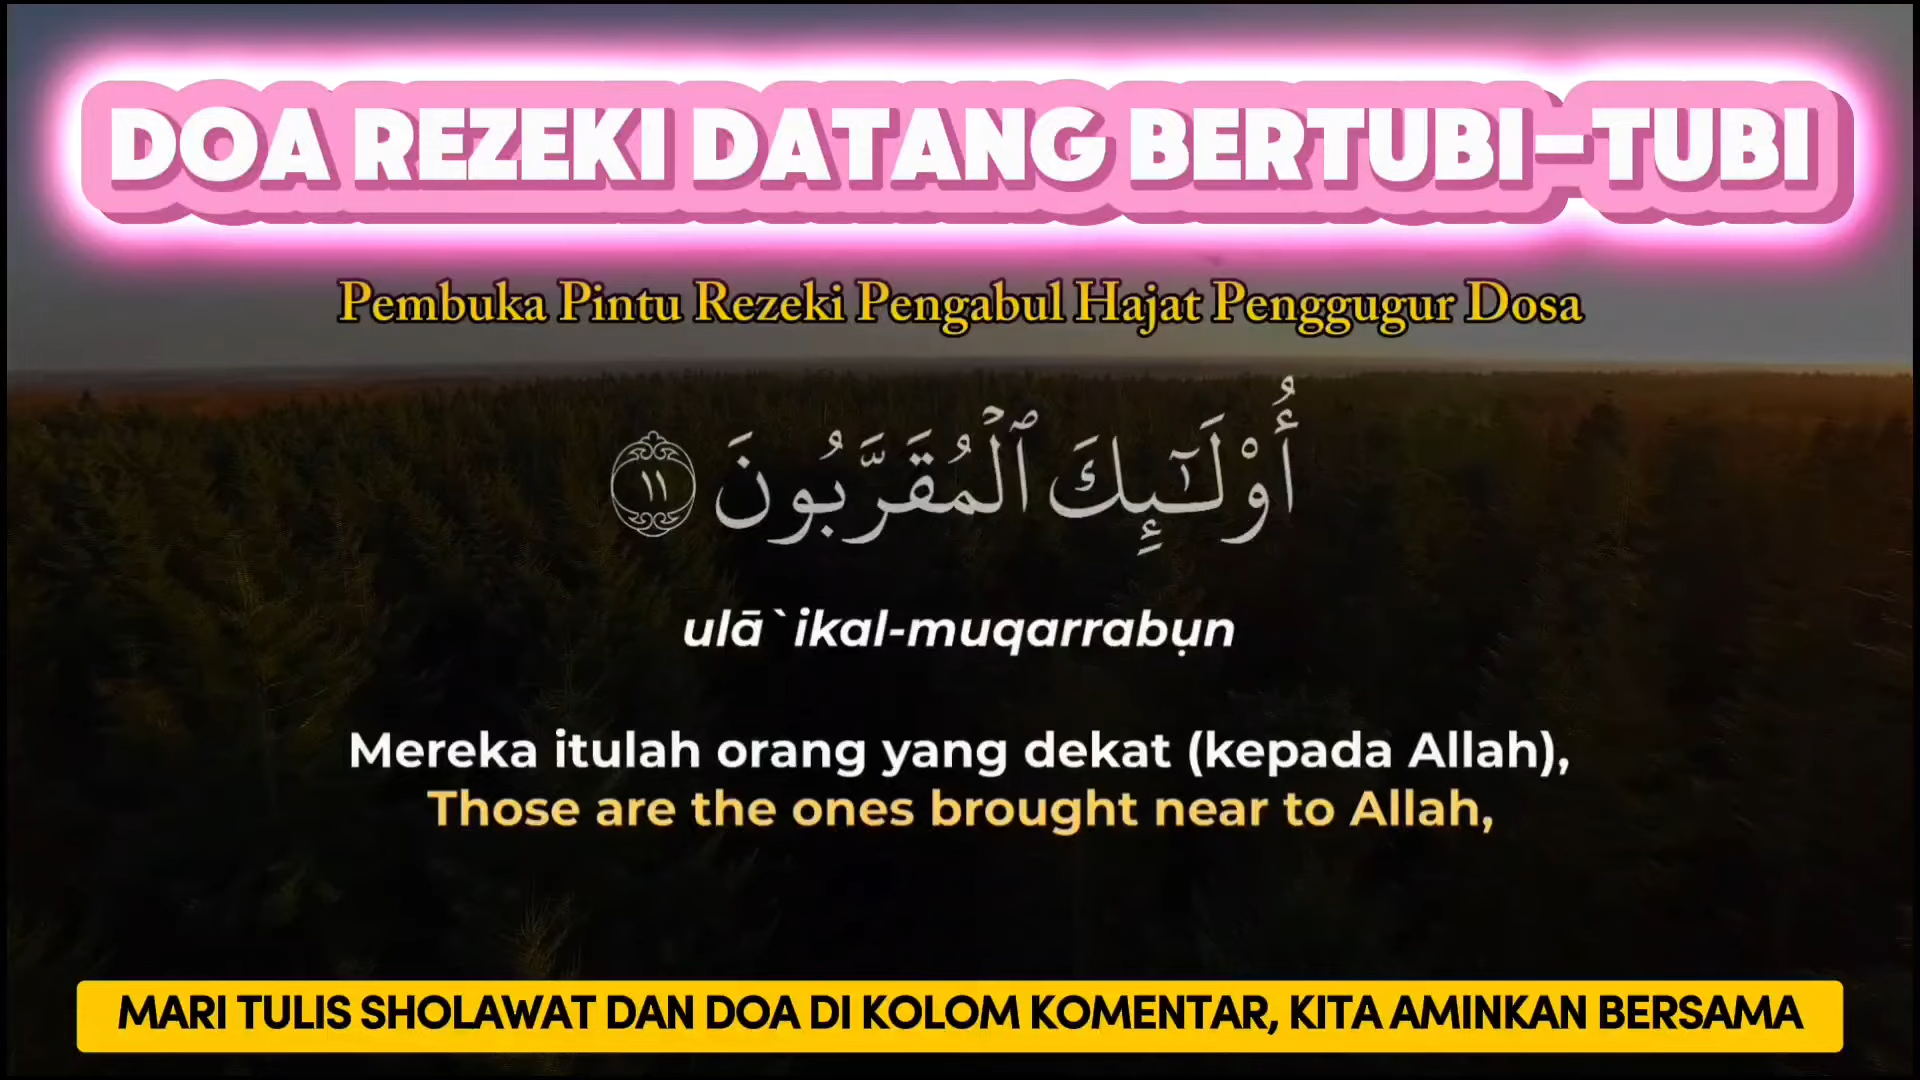 DOA REZEKI DATANG BERTUBI-TUBI
Pembuka Pintu Rezeki Pengabul Hajat Penggugur Dosa
أُو۟لَـٰٓئِكَ ٱلْمُقَرَّبُونَ ١١
ulā`ikal-muqarrabụn
Mereka itulah orang yang dekat (kepada Allah),
Those are the ones brought near to Allah,
MARI TULIS SHOLAWAT DAN DOA DI KOLOM KOMENTAR, KITA AMINKAN BERSAMA